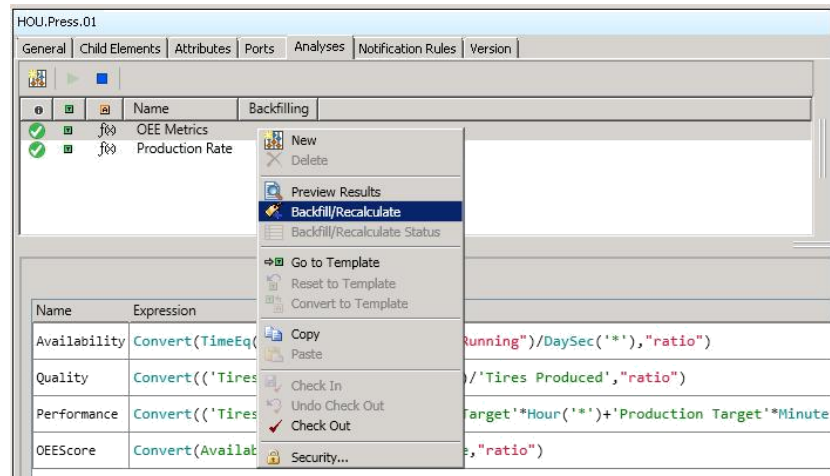 HOU.Press.01
General Child Elements Attributes Ports Analyses Notification Rules Version
Name Backfilling
f(x) OEE Metrics
f(x) Production Rate
New
Delete
Preview Results
Backfill/Recalculate
Backfill/Recalculate Status
Go to Template
Reset to Template
Convert to Template
Copy
Paste
Check In
Undo Check Out
Check Out
Security...
Name Expression
Availability Convert(TimeEq( Running")/DaySec('*'),"ratio")
Quality Convert(('Tires )/'Tires Produced',"ratio")
Performance Convert(('Tires Target'*Hour('*')+'Production Target'*Minute
OEEScore Convert(Availab e,"ratio")